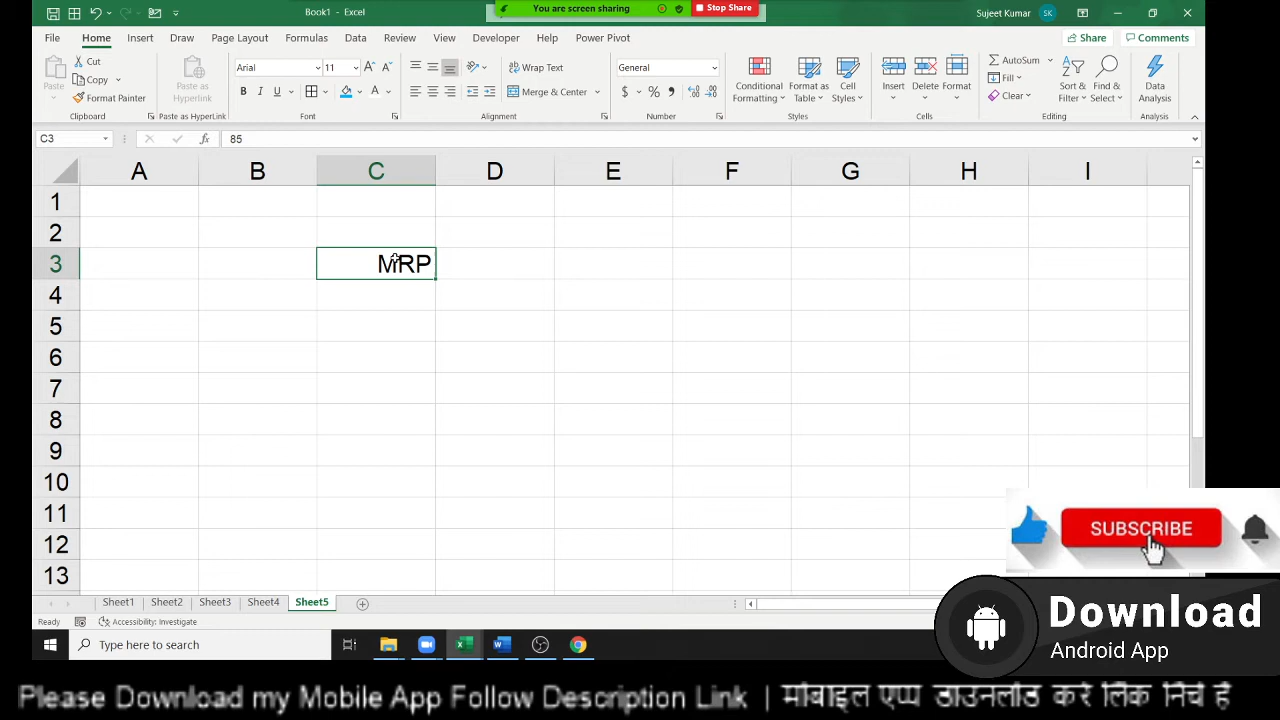 Book1 - Excel
You are screen sharing
Stop Share
Sujeet Kumar
SK
File Home Insert Draw Page Layout Formulas Data Review View Developer Help Power Pivot
Share
Comments
Paste
Cut
Copy
Format Painter
Clipboard
Paste as Hyperlink
Paste as HyperLink
Arial
11
B I U
Font
Wrap Text
Merge & Center
Alignment
General
$ %
Number
Conditional Formatting
Format as Table
Cell Styles
Styles
Insert
Delete
Format
Cells
AutoSum
Fill
Clear
Sort & Filter
Find & Select
Editing
Data Analysis
Analysis
C3
fx
85
A B C D E F G H I
1
2
3 MRP
4
5
6
7
8
9
10
11
12
13
SUBSCRIBE
Sheet1 Sheet2 Sheet3 Sheet4 Sheet5
Ready
Accessibility: Investigate
Type here to search
Download
Android App
Please Download my Mobile App Follow Description Link | मोबाइल एप्प डाउनलोड करे लिंक निचे है